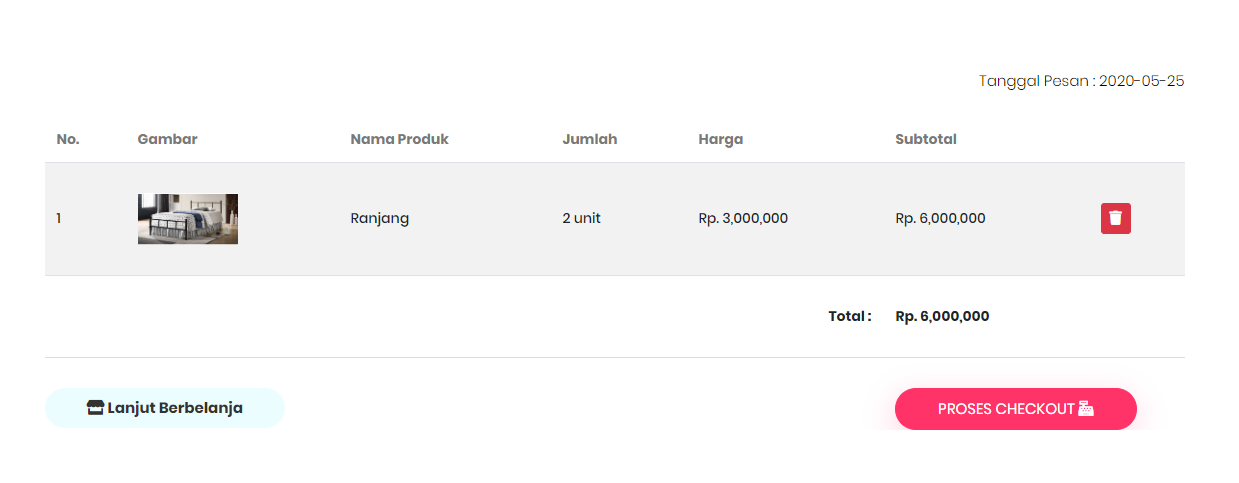 Tanggal Pesan : 2020-05-25
No. Gambar Nama Produk Jumlah Harga Subtotal
1 Ranjang 2 unit Rp. 3,000,000 Rp. 6,000,000
Total : Rp. 6,000,000
Lanjut Berbelanja PROSES CHECKOUT